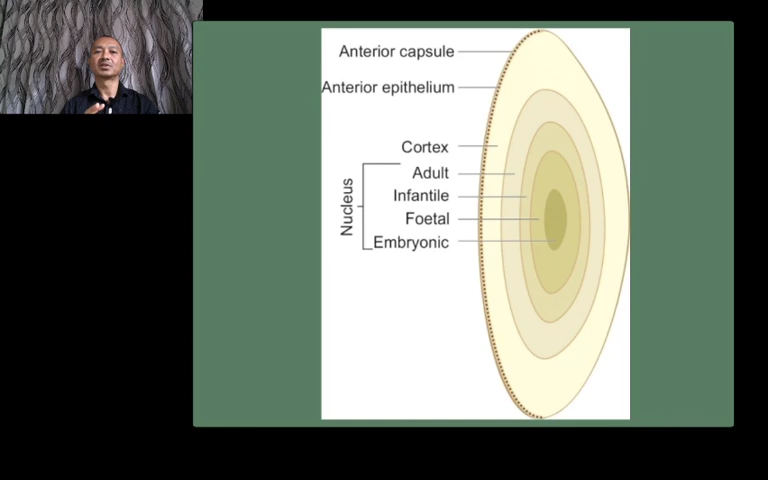 Anterior capsule
Anterior epithelium
Cortex
Adult
Infantile
Foetal
Embryonic
Nucleus